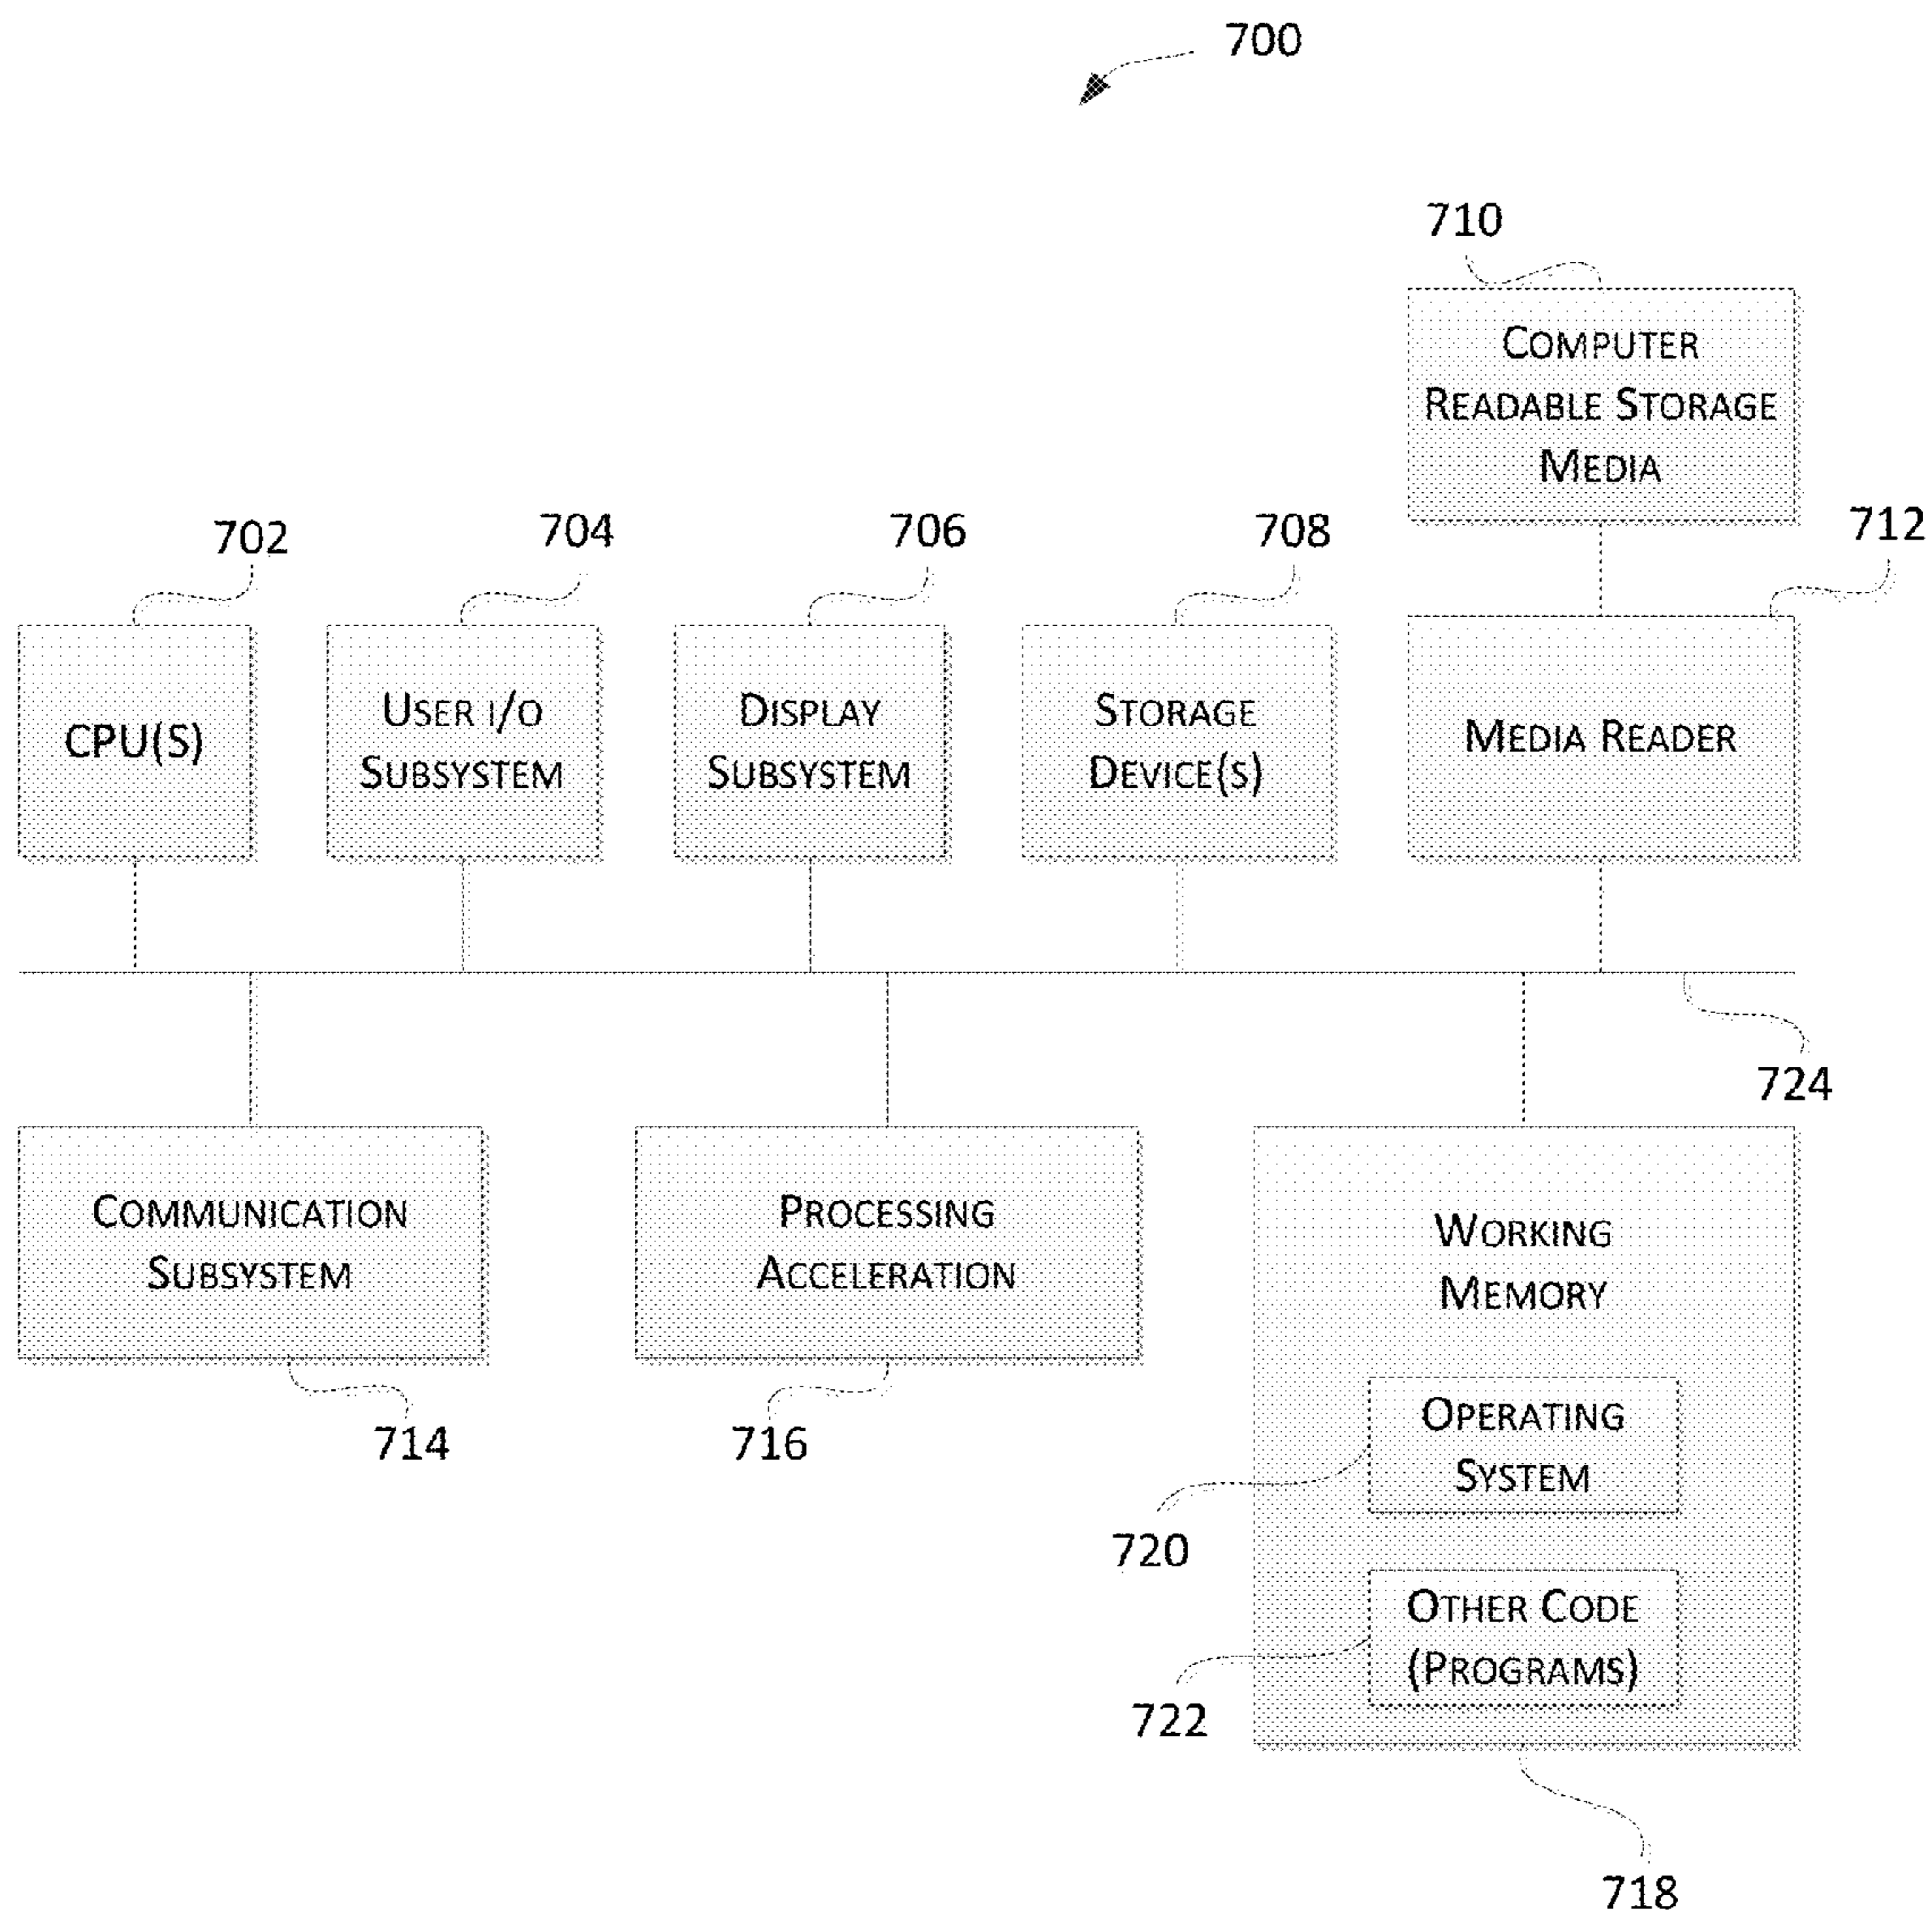 700
710
COMPUTER
READABLE STORAGE
MEDIA
702
704
706
708
712
CPU(S)
USER I/O
SUBSYSTEM
DISPLAY
SUBSYSTEM
STORAGE
DEVICE(S)
MEDIA READER
724
COMMUNICATION
SUBSYSTEM
PROCESSING
ACCELERATION
WORKING
MEMORY
714
716
OPERATING
SYSTEM
720
OTHER CODE
(PROGRAMS)
722
718